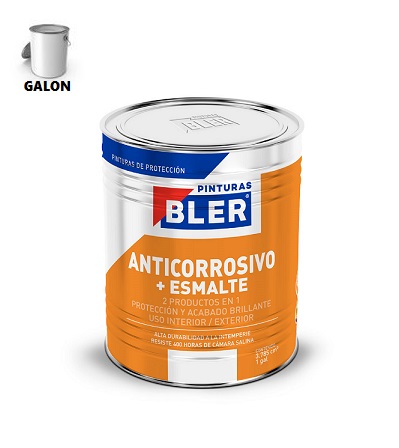 GALON
BLER
PINTURAS DE PROTECCIÓN
PINTURAS
BLER®
ANTICORROSIVO
+ ESMALTE
2 PRODUCTOS EN 1
PROTECCIÓN Y ACABADO BRILLANTE
USO INTERIOR / EXTERIOR
ALTA DURABILIDAD A LA INTEMPERIE
RESISTE 400 HORAS DE CÁMARA SALINA
1 gal